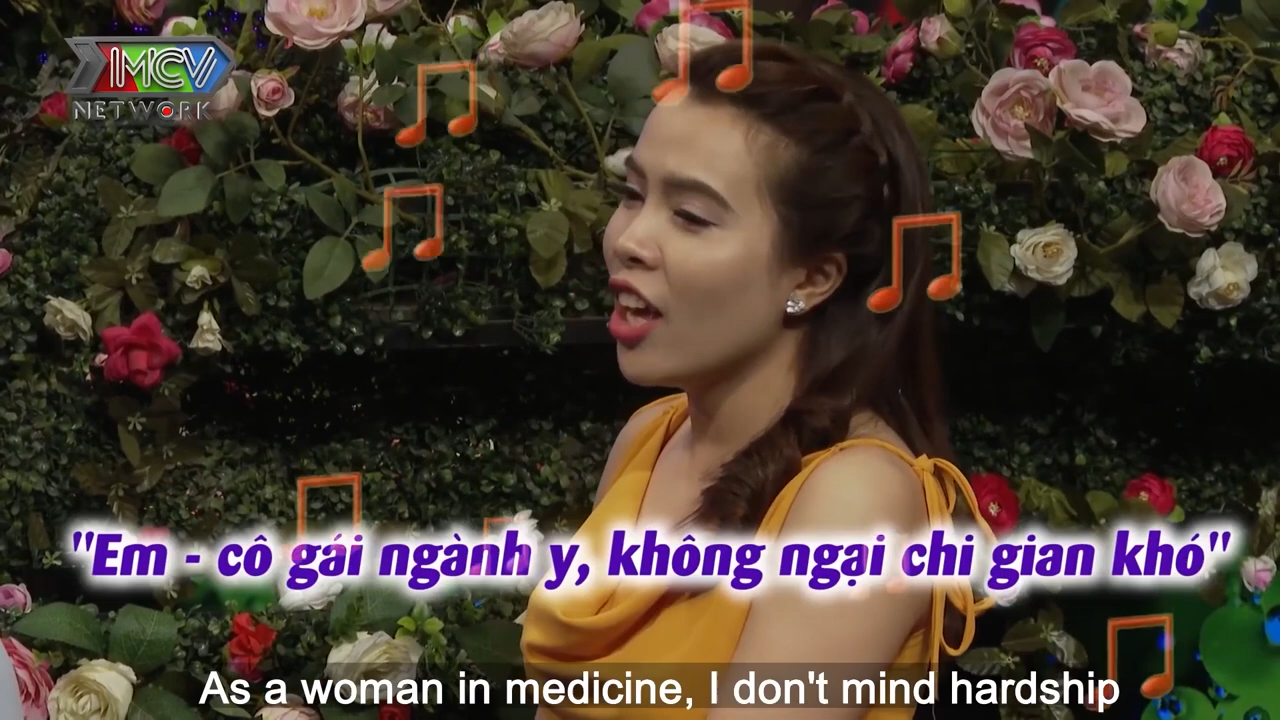 MCV
NETWORK
"Em - cô gái ngành y, không ngại chi gian khó"
As a woman in medicine, I don't mind hardship